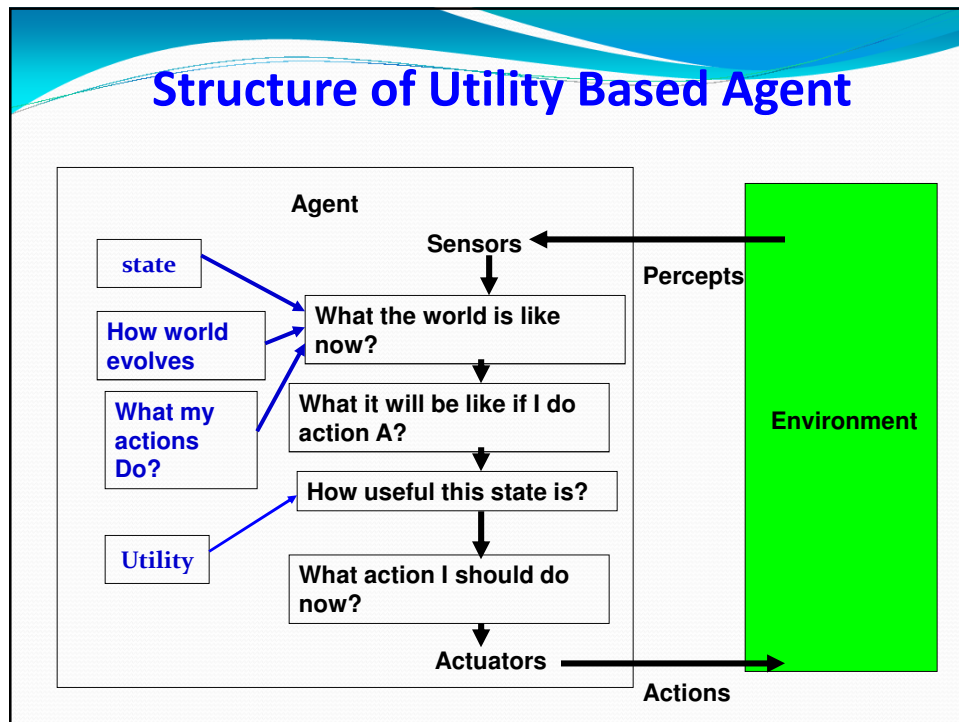 Structure of Utility Based Agent
Agent
Sensors
Percepts
state
What the world is like
now?
How world
evolves
What my
actions
Do?
What it will be like if I do
action A?
Environment
How useful this state is?
Utility
What action I should do
now?
Actuators
Actions